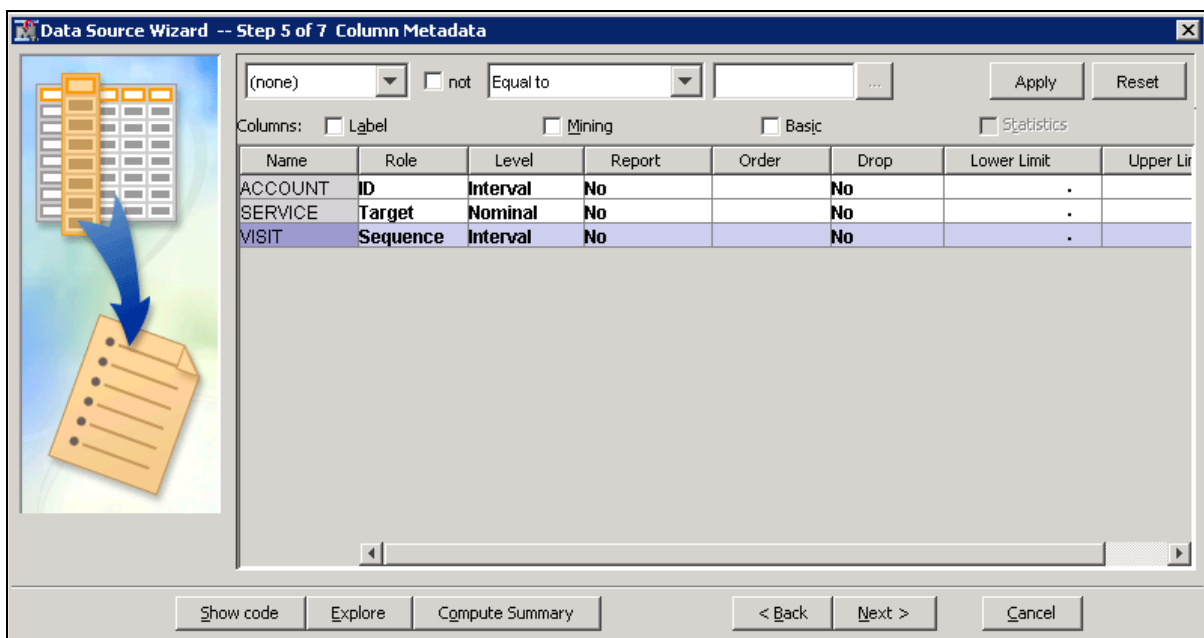 Data Source Wizard -- Step 5 of 7 Column Metadata
(none) not Equal to ... Apply Reset
Columns: Label Mining Basic Statistics
Name Role Level Report Order Drop Lower Limit Upper Lir
ACCOUNT ID Interval No No .
SERVICE Target Nominal No No .
VISIT Sequence Interval No No .
Show code Explore Compute Summary < Back Next > Cancel